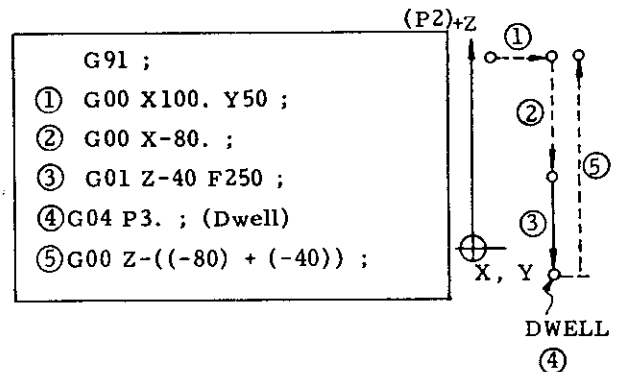 G91 ;
① G00 X100. Y50 ;
② G00 X-80. ;
③ G01 Z-40 F250 ;
④G04 P3. ; (Dwell)
⑤G00 Z-((-80) + (-40)) ;
(P2)+Z
①
②
⑤
③
X, Y
DWELL
④